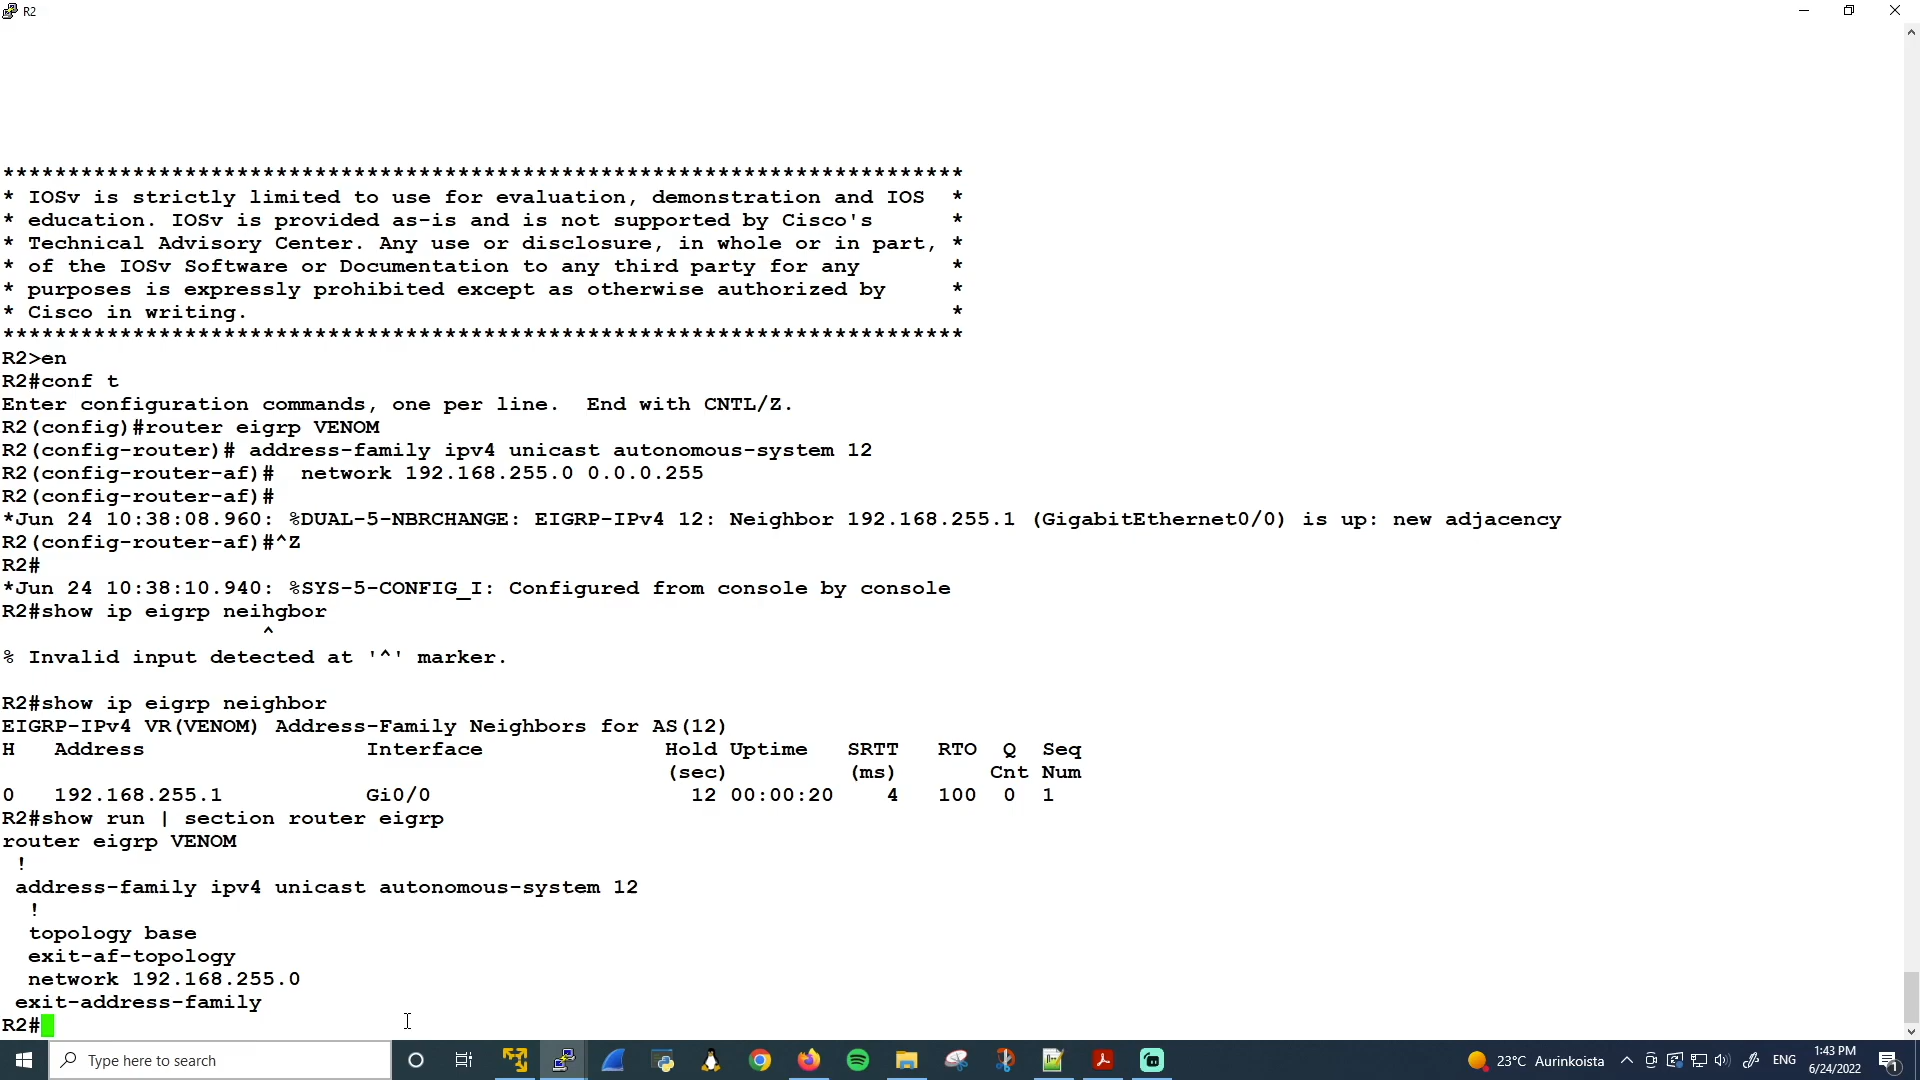 R2
**************************************************************************
* IOSv is strictly limited to use for evaluation, demonstration and IOS  *
* education. IOSv is provided as-is and is not supported by Cisco's      *
* Technical Advisory Center. Any use or disclosure, in whole or in part, *
* of the IOSv Software or Documentation to any third party for any       *
* purposes is expressly prohibited except as otherwise authorized by     *
* Cisco in writing.                                                      *
**************************************************************************
R2>en
R2#conf t
Enter configuration commands, one per line.  End with CNTL/Z.
R2(config)#router eigrp VENOM
R2(config-router)# address-family ipv4 unicast autonomous-system 12
R2(config-router-af)#  network 192.168.255.0 0.0.0.255
R2(config-router-af)#
*Jun 24 10:38:08.960: %DUAL-5-NBRCHANGE: EIGRP-IPv4 12: Neighbor 192.168.255.1 (GigabitEthernet0/0) is up: new adjacency
R2(config-router-af)#^Z
R2#
*Jun 24 10:38:10.940: %SYS-5-CONFIG_I: Configured from console by console
R2#show ip eigrp neihgbor
                    ^
% Invalid input detected at '^' marker.
R2#show ip eigrp neighbor
EIGRP-IPv4 VR(VENOM) Address-Family Neighbors for AS(12)
H   Address                 Interface              Hold Uptime   SRTT   RTO  Q  Seq
                                                   (sec)         (ms)       Cnt Num
0   192.168.255.1           Gi0/0                    12 00:00:20    4   100  0  1
R2#show run | section router eigrp
router eigrp VENOM
 !
 address-family ipv4 unicast autonomous-system 12
  !
  topology base
  exit-af-topology
  network 192.168.255.0
 exit-address-family
R2#
Type here to search
23°C Aurinkoista
ENG
1:43 PM
6/24/2022
1